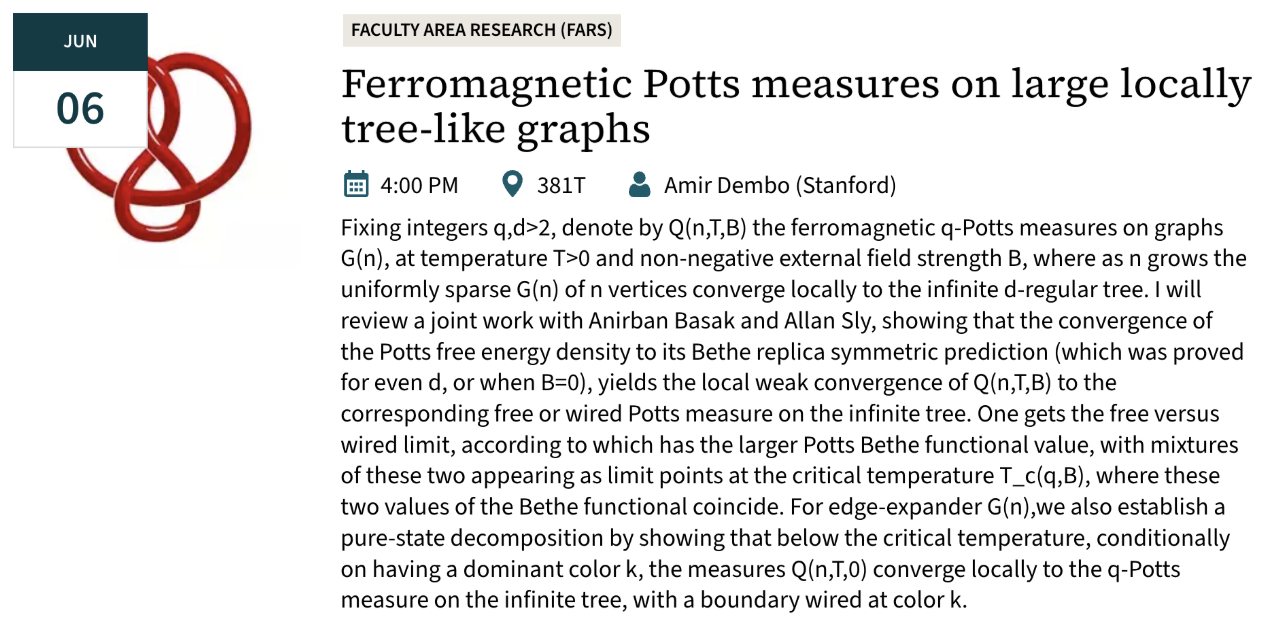 JUN
06
FACULTY AREA RESEARCH (FARS)
Ferromagnetic Potts measures on large locally
tree-like graphs
4:00 PM 381T Amir Dembo (Stanford)
Fixing integers q,d>2, denote by Q(n,T,B) the ferromagnetic q-Potts measures on graphs
G(n), at temperature T>0 and non-negative external field strength B, where as n grows the
uniformly sparse G(n) of n vertices converge locally to the infinite d-regular tree. I will
review a joint work with Anirban Basak and Allan Sly, showing that the convergence of
the Potts free energy density to its Bethe replica symmetric prediction (which was proved
for even d, or when B=0), yields the local weak convergence of Q(n,T,B) to the
corresponding free or wired Potts measure on the infinite tree. One gets the free versus
wired limit, according to which has the larger Potts Bethe functional value, with mixtures
of these two appearing as limit points at the critical temperature T_c(q,B), where these
two values of the Bethe functional coincide. For edge-expander G(n),we also establish a
pure-state decomposition by showing that below the critical temperature, conditionally
on having a dominant color k, the measures Q(n,T,0) converge locally to the q-Potts
measure on the infinite tree, with a boundary wired at color k.